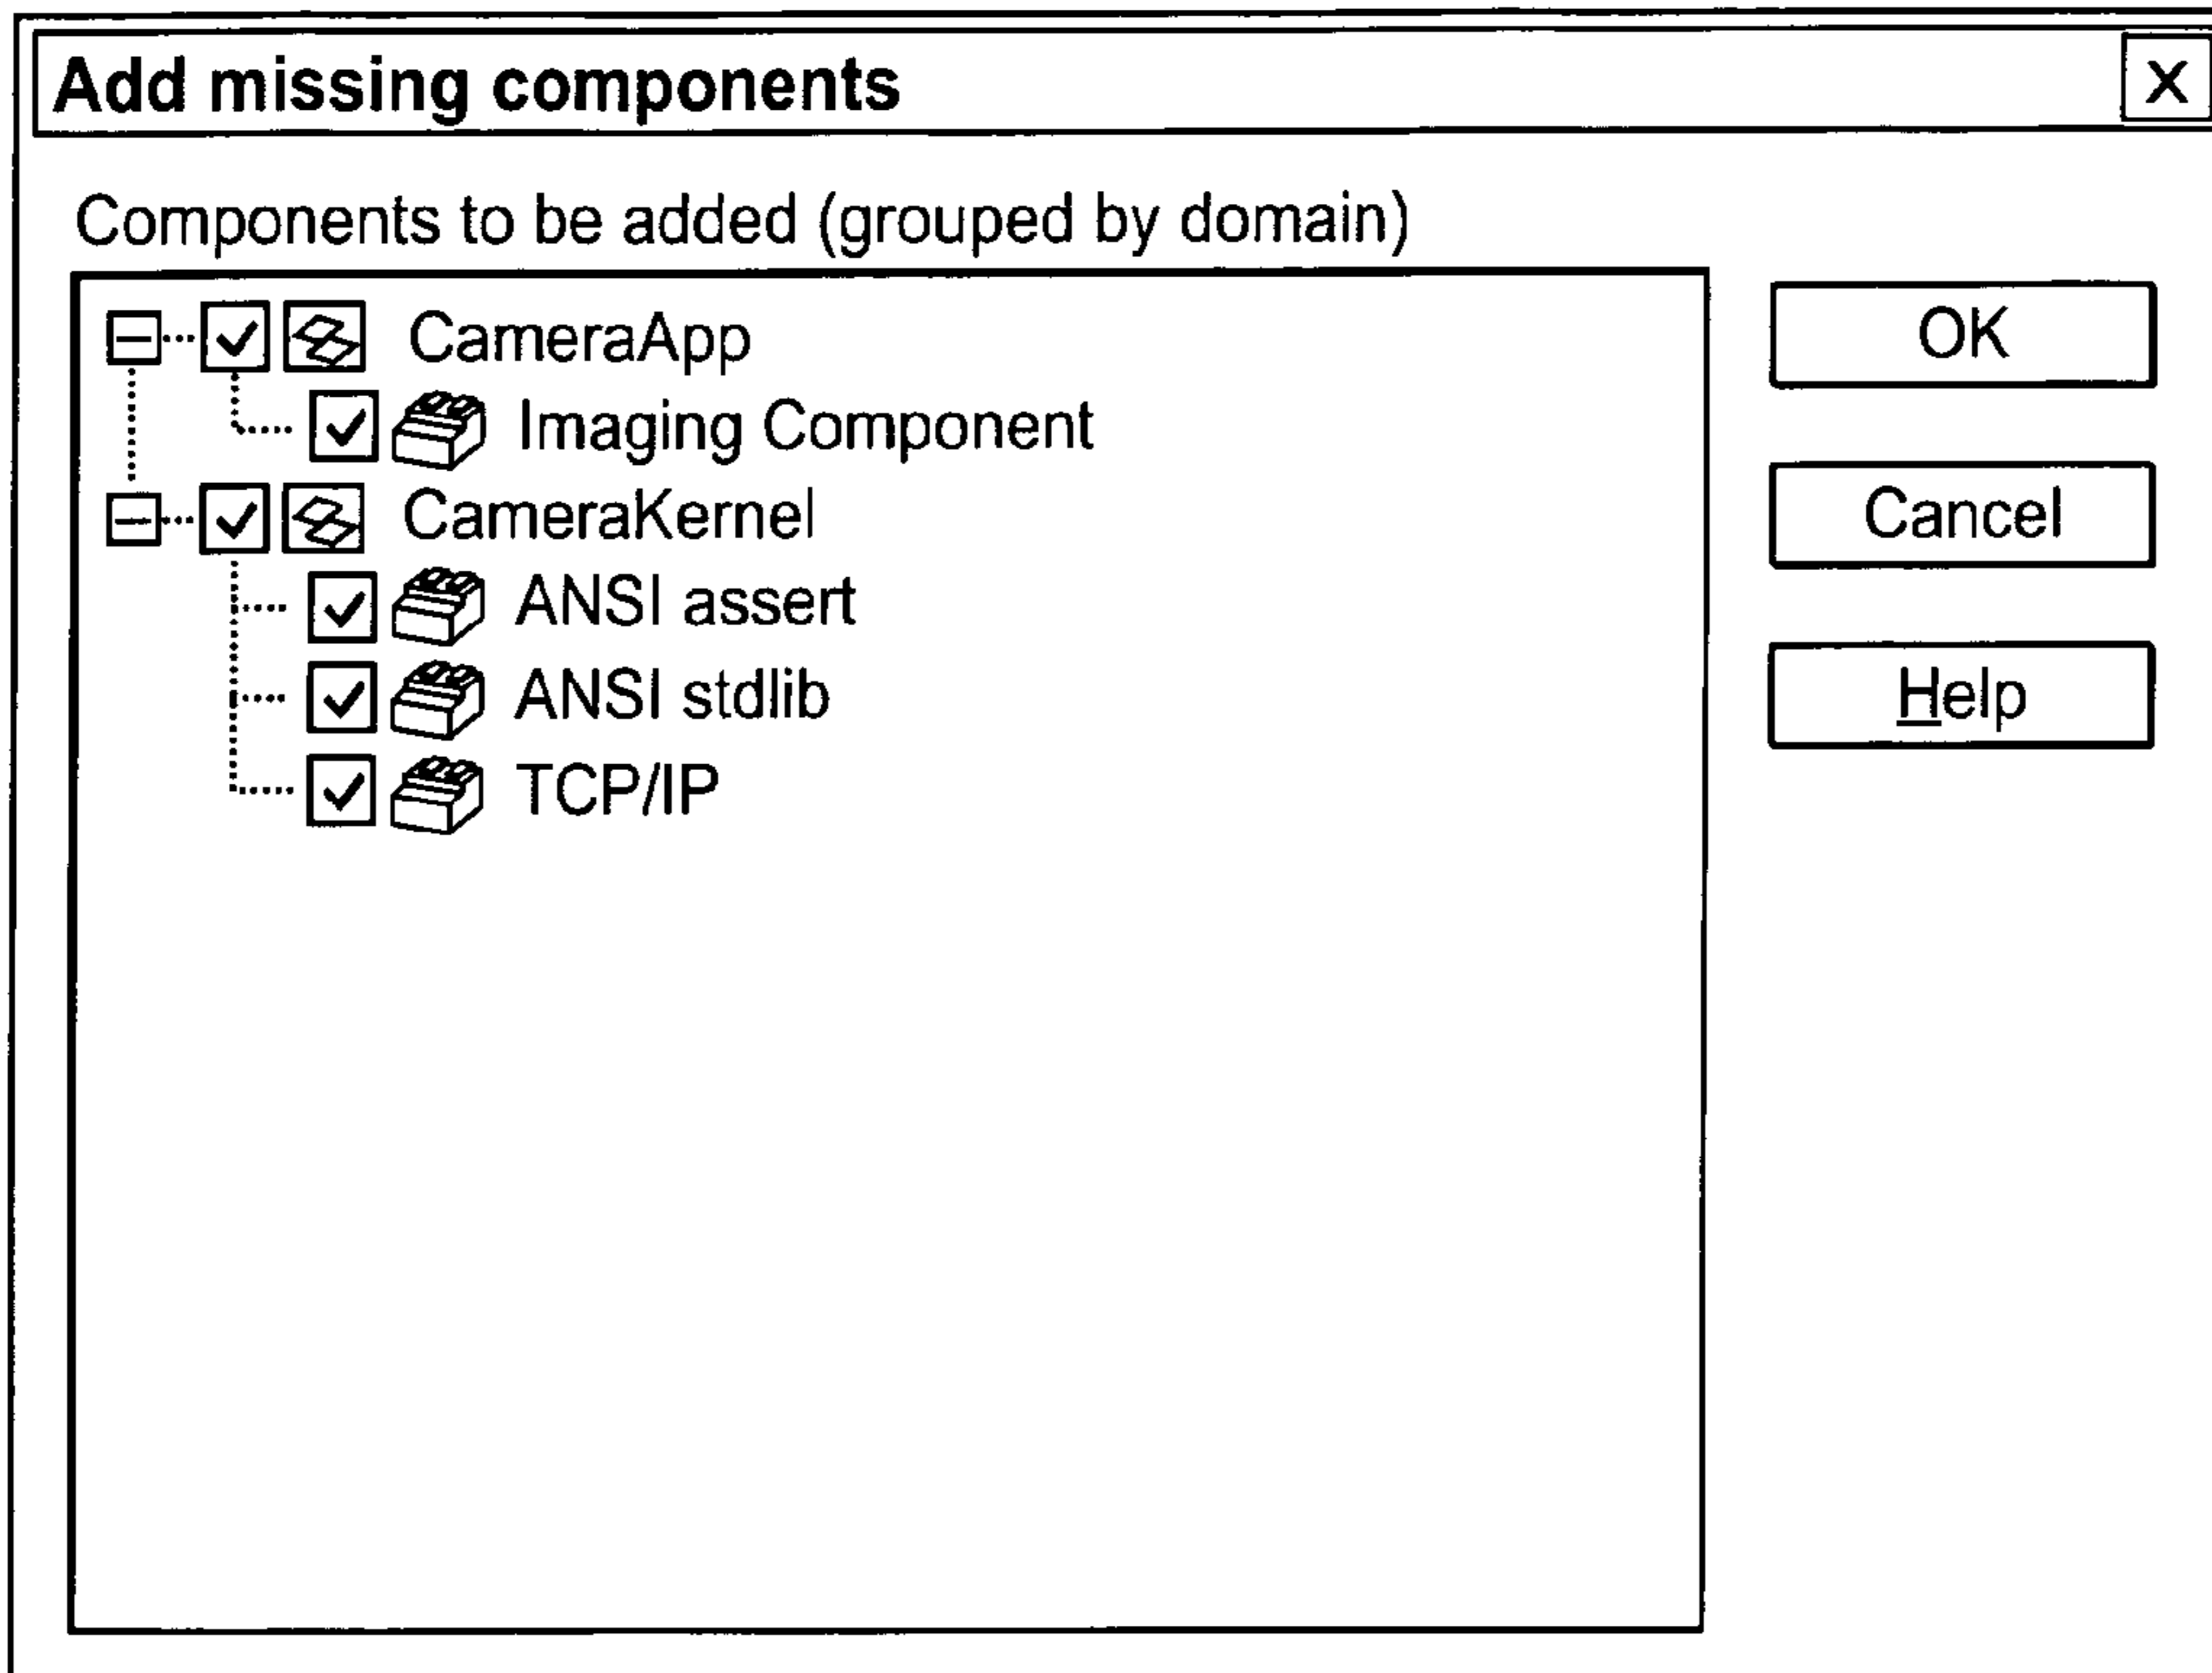 Add missing components
X
Components to be added (grouped by domain)
CameraApp
Imaging Component
CameraKernel
ANSI assert
ANSI stdlib
TCP/IP
OK
Cancel
Help